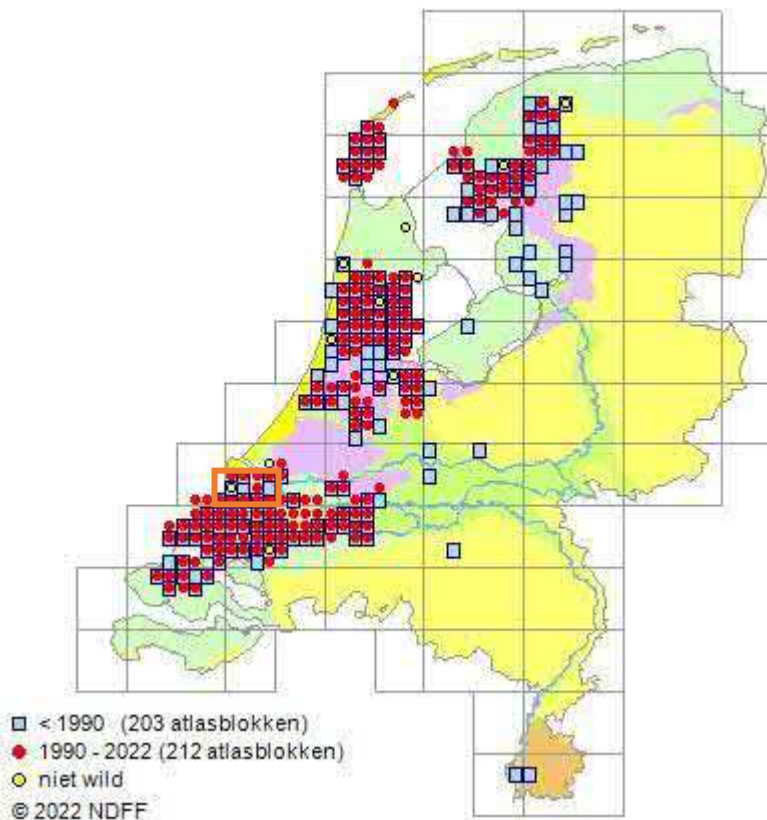 < 1990 (203 atlasblokken)
1990 - 2022 (212 atlasblokken)
niet wild
© 2022 NDFF